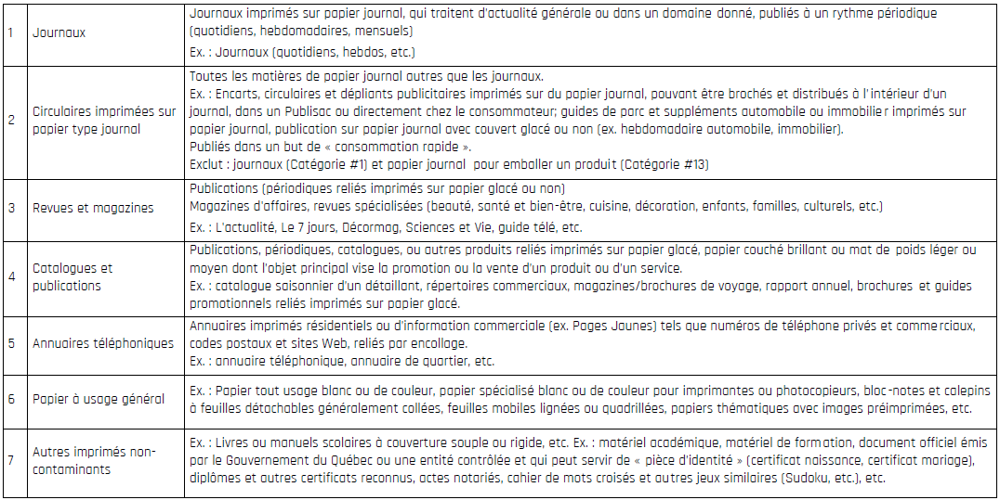 1
Journaux
Journaux imprimés sur papier journal, qui traitent d'actualité générale ou dans un domaine donné, publiés à un rythme périodique
(quotidiens, hebdomadaires, mensuels)
Ex. : Journaux (quotidiens, hebdos, etc.)
2
Circulaires imprimées sur
papier type journal
Toutes les matières de papier journal autres que les journaux.
Ex. : Encarts, circulaires et dépliants publicitaires imprimés sur du papier journal, pouvant être brochés et distribués à l'intérieur d'un
journal, dans un Publisac ou directement chez le consommateur; guides de parc et suppléments automobile ou immobilier imprimés sur
papier journal, publication sur papier journal avec couvert glacé ou non (ex. hebdomadaire automobile, immobilier).
Publiés dans un but de « consommation rapide ».
Exclut : journaux (Catégorie #1) et papier journal pour emballer un produit (Catégorie #13)
3
Revues et magazines
Publications (périodiques reliés imprimés sur papier glacé ou non)
Magazines d'affaires, revues spécialisées (beauté, santé et bien-être, cuisine, décoration, enfants, familles, culturels, etc.)
Ex. : L'actualité, Le 7 jours, Décormag, Sciences et Vie, guide télé, etc.
4
Catalogues et
publications
Publications, périodiques, catalogues, ou autres produits reliés imprimés sur papier glacé, papier couché brillant ou mat de poids léger ou
moyen dont l'objet principal vise la promotion ou la vente d'un produit ou d'un service.
Ex. : catalogue saisonnier d'un détaillant, répertoires commerciaux, magazines/brochures de voyage, rapport annuel, brochures et guides
promotionnels reliés imprimés sur papier glacé.
5
Annuaires téléphoniques
Annuaires imprimés résidentiels ou d'information commerciale (ex. Pages Jaunes) tels que numéros de téléphone privés et commerciaux,
codes postaux et sites Web, reliés par encollage.
Ex. : annuaire téléphonique, annuaire de quartier, etc.
6
Papier à usage général
Ex. : Papier tout usage blanc ou de couleur, papier spécialisé blanc ou de couleur pour imprimantes ou photocopieurs, bloc-notes et calepins
à feuilles détachables généralement collées, feuilles mobiles lignées ou quadrillées, papiers thématiques avec images préimprimées, etc.
7
Autres imprimés non-
contaminants
Ex. : Livres ou manuels scolaires à couverture souple ou rigide, etc. Ex. : matériel académique, matériel de formation, document officiel émis
par le Gouvernement du Québec ou une entité contrôlée et qui peut servir de « pièce d'identité » (certificat naissance, certificat mariage),
diplômes et autres certificats reconnus, actes notariés, cahier de mots croisés et autres jeux similaires (Sudoku, etc.), etc.